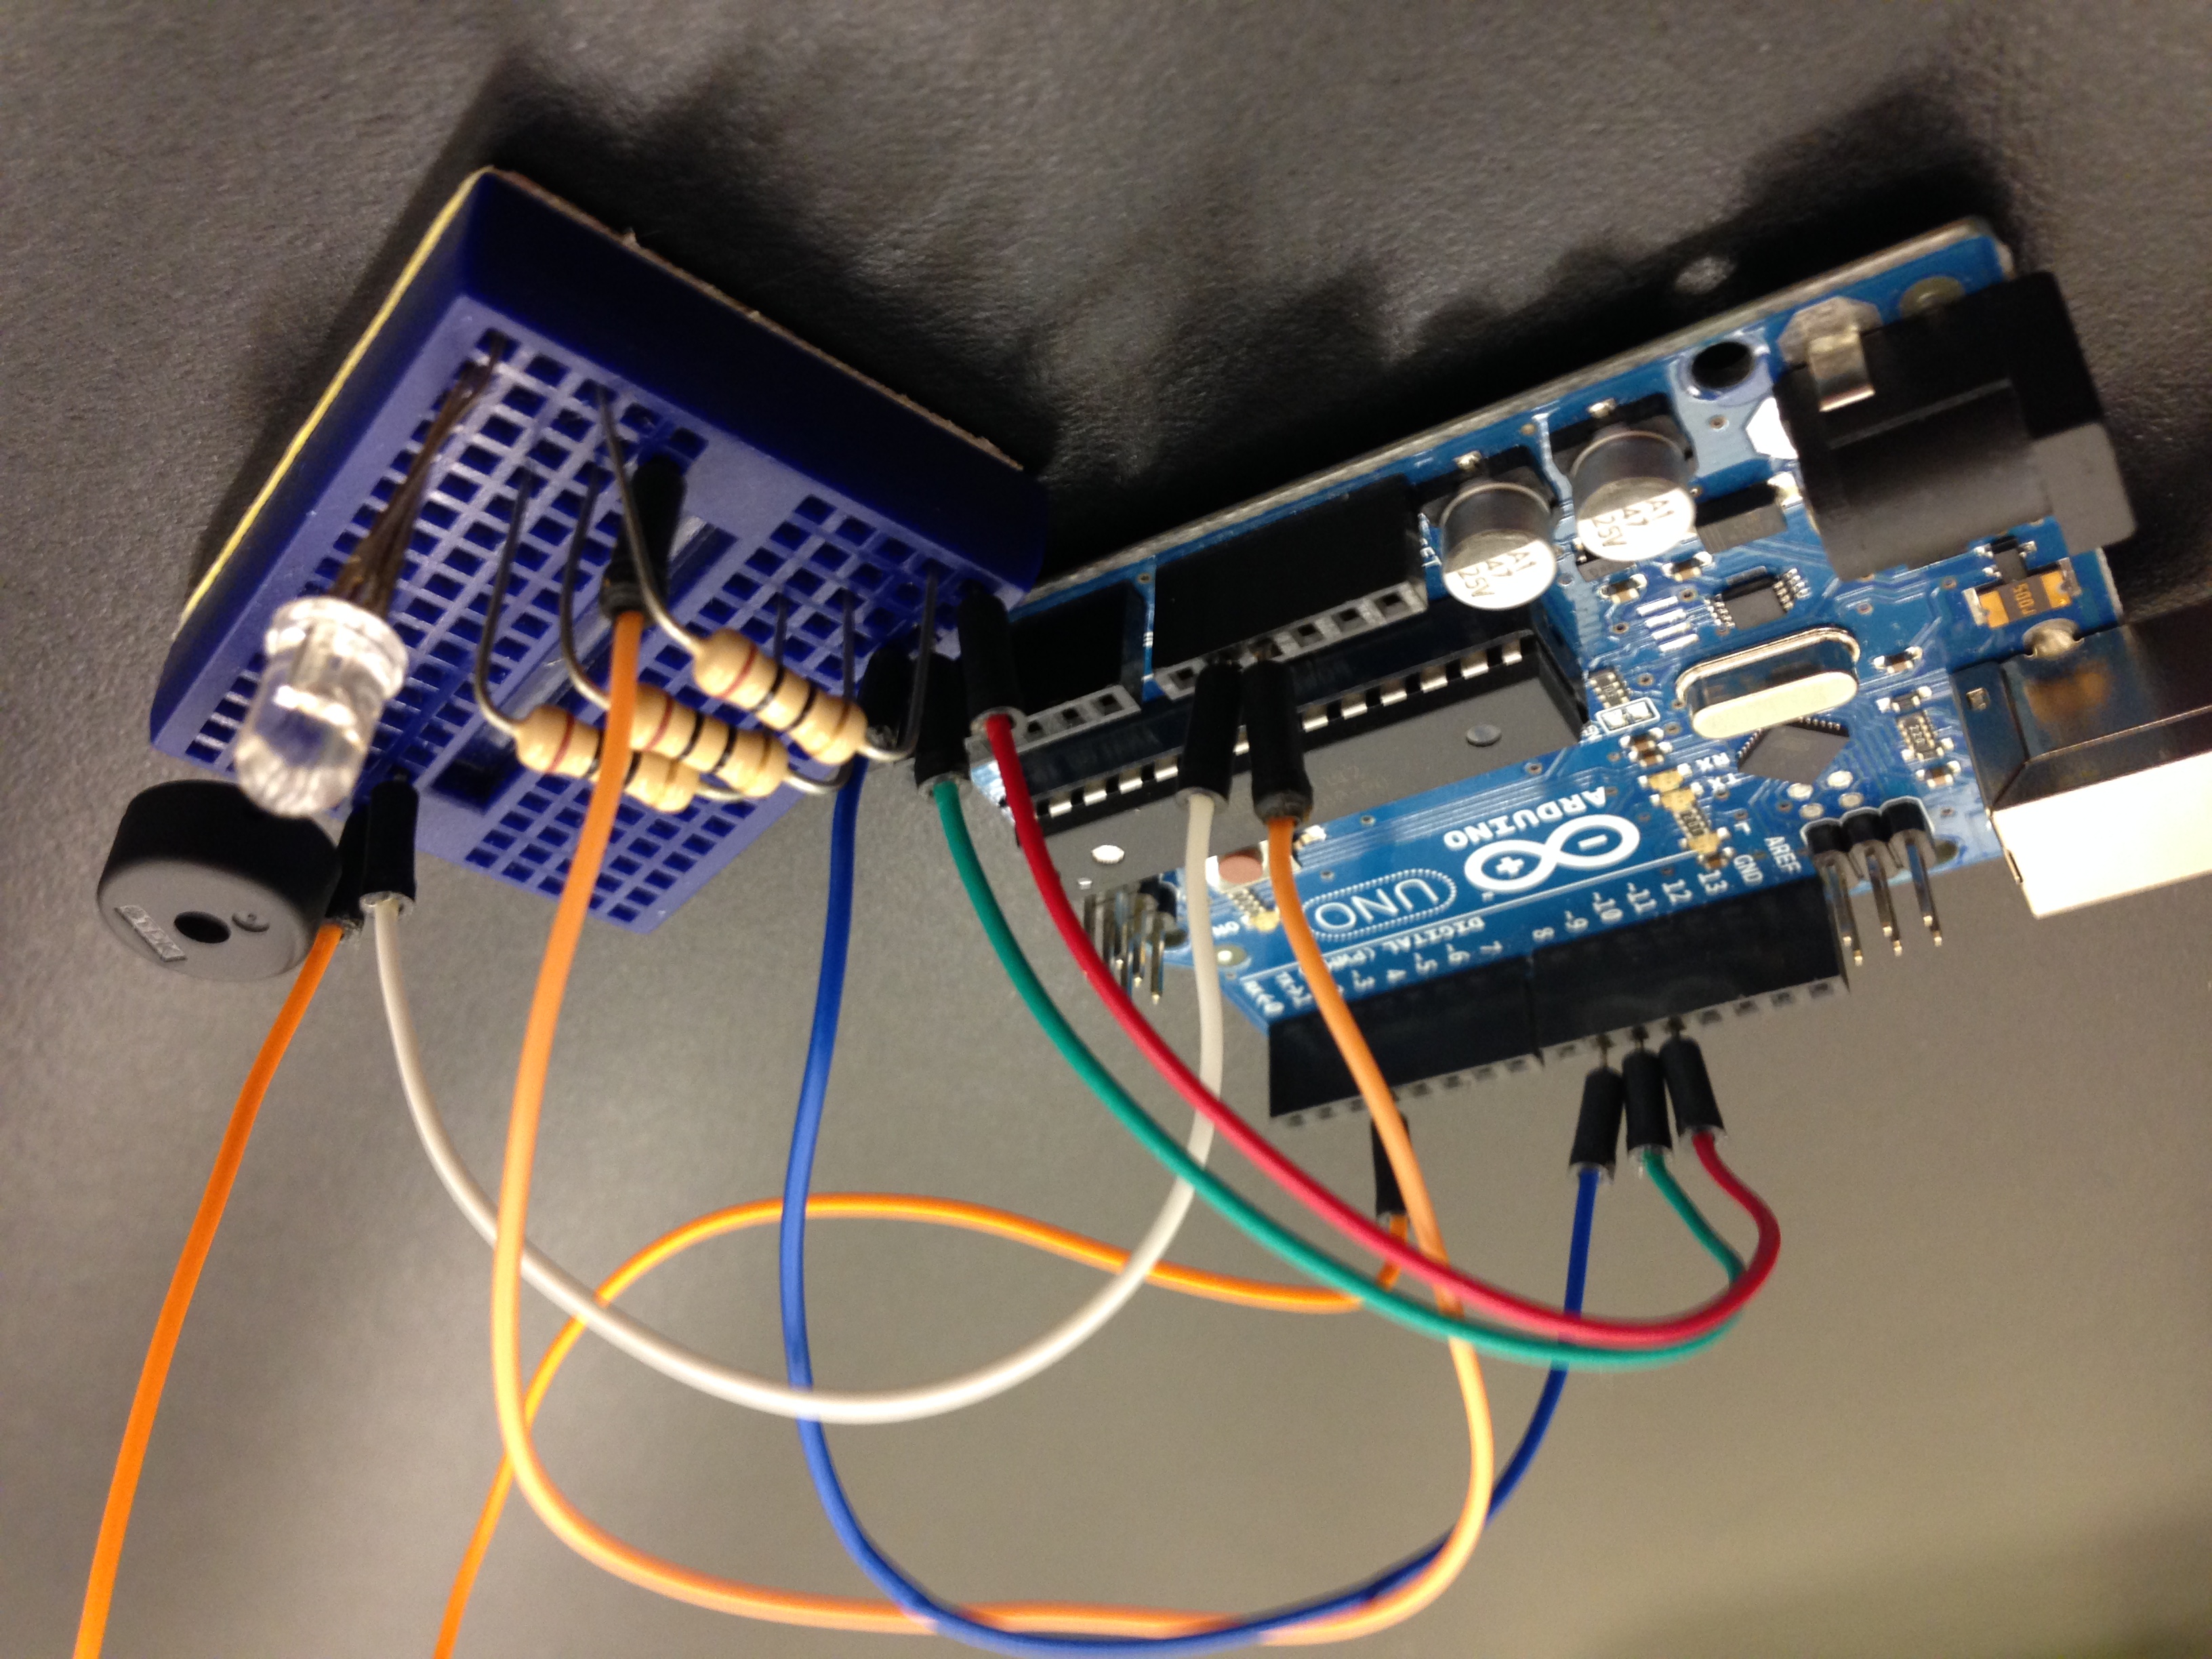 AREF
GND
13
12
~11
~10
~9
8
7
~6
~5
4
~3
DIGITAL (PWM
L
TX
RX
UNO
ON
ARDUINO
A1
47
25V
A1
47
25V